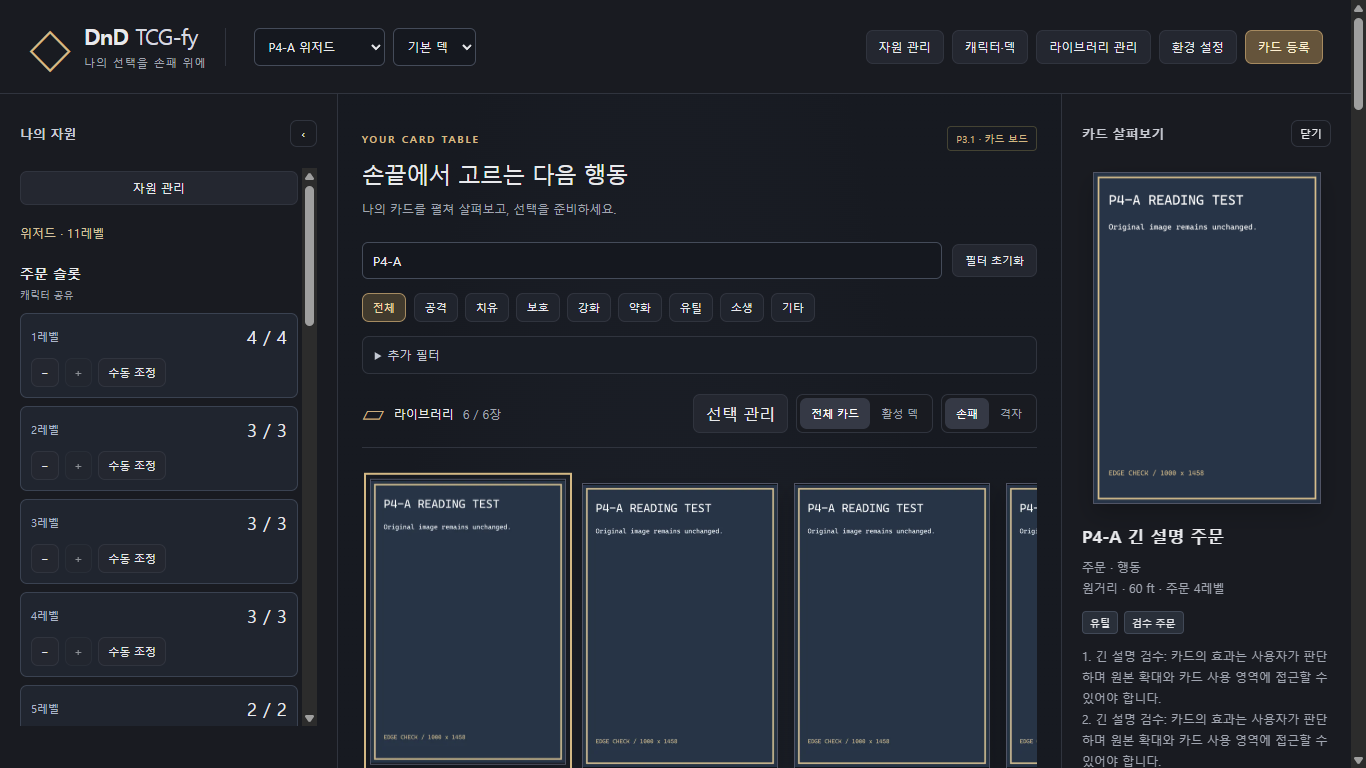 DnD TCG-fy
나의 선택을 손패 위에
P4-A 위저드
기본 덱
자원 관리
캐릭터·덱
라이브러리 관리
환경 설정
카드 등록
나의 자원
‹
자원 관리
위저드 · 11레벨
주문 슬롯
캐릭터 공유
1레벨
4 / 4
− + 수동 조정
2레벨
3 / 3
− + 수동 조정
3레벨
3 / 3
− + 수동 조정
4레벨
3 / 3
− + 수동 조정
5레벨
2 / 2
YOUR CARD TABLE
P3.1 · 카드 보드
손끝에서 고르는 다음 행동
나의 카드를 펼쳐 살펴보고, 선택을 준비하세요.
P4-A
필터 초기화
전체 공격 치유 보호 강화 약화 유틸 소생 기타
▶ 추가 필터
라이브러리 6 / 6장
선택 관리
전체 카드 활성 덱
손패 격자
P4-A READING TEST
Original image remains unchanged.
EDGE CHECK / 1000 x 1458
P4-A READING TEST
Original image remains unchanged.
EDGE CHECK / 1000 x 1458
P4-A READING TEST
Original image remains unchanged.
EDGE CHECK / 1000 x 1458
P4-
Origi
EDGE C
카드 살펴보기
닫기
P4-A READING TEST
Original image remains unchanged.
EDGE CHECK / 1000 x 1458
P4-A 긴 설명 주문
주문 · 행동
원거리 · 60 ft · 주문 4레벨
유틸 검수 주문
1. 긴 설명 검수: 카드의 효과는 사용자가 판단
하며 원본 확대와 카드 사용 영역에 접근할 수
있어야 합니다.
2. 긴 설명 검수: 카드의 효과는 사용자가 판단
하며 원본 확대와 카드 사용 영역에 접근할 수
있어야 합니다.